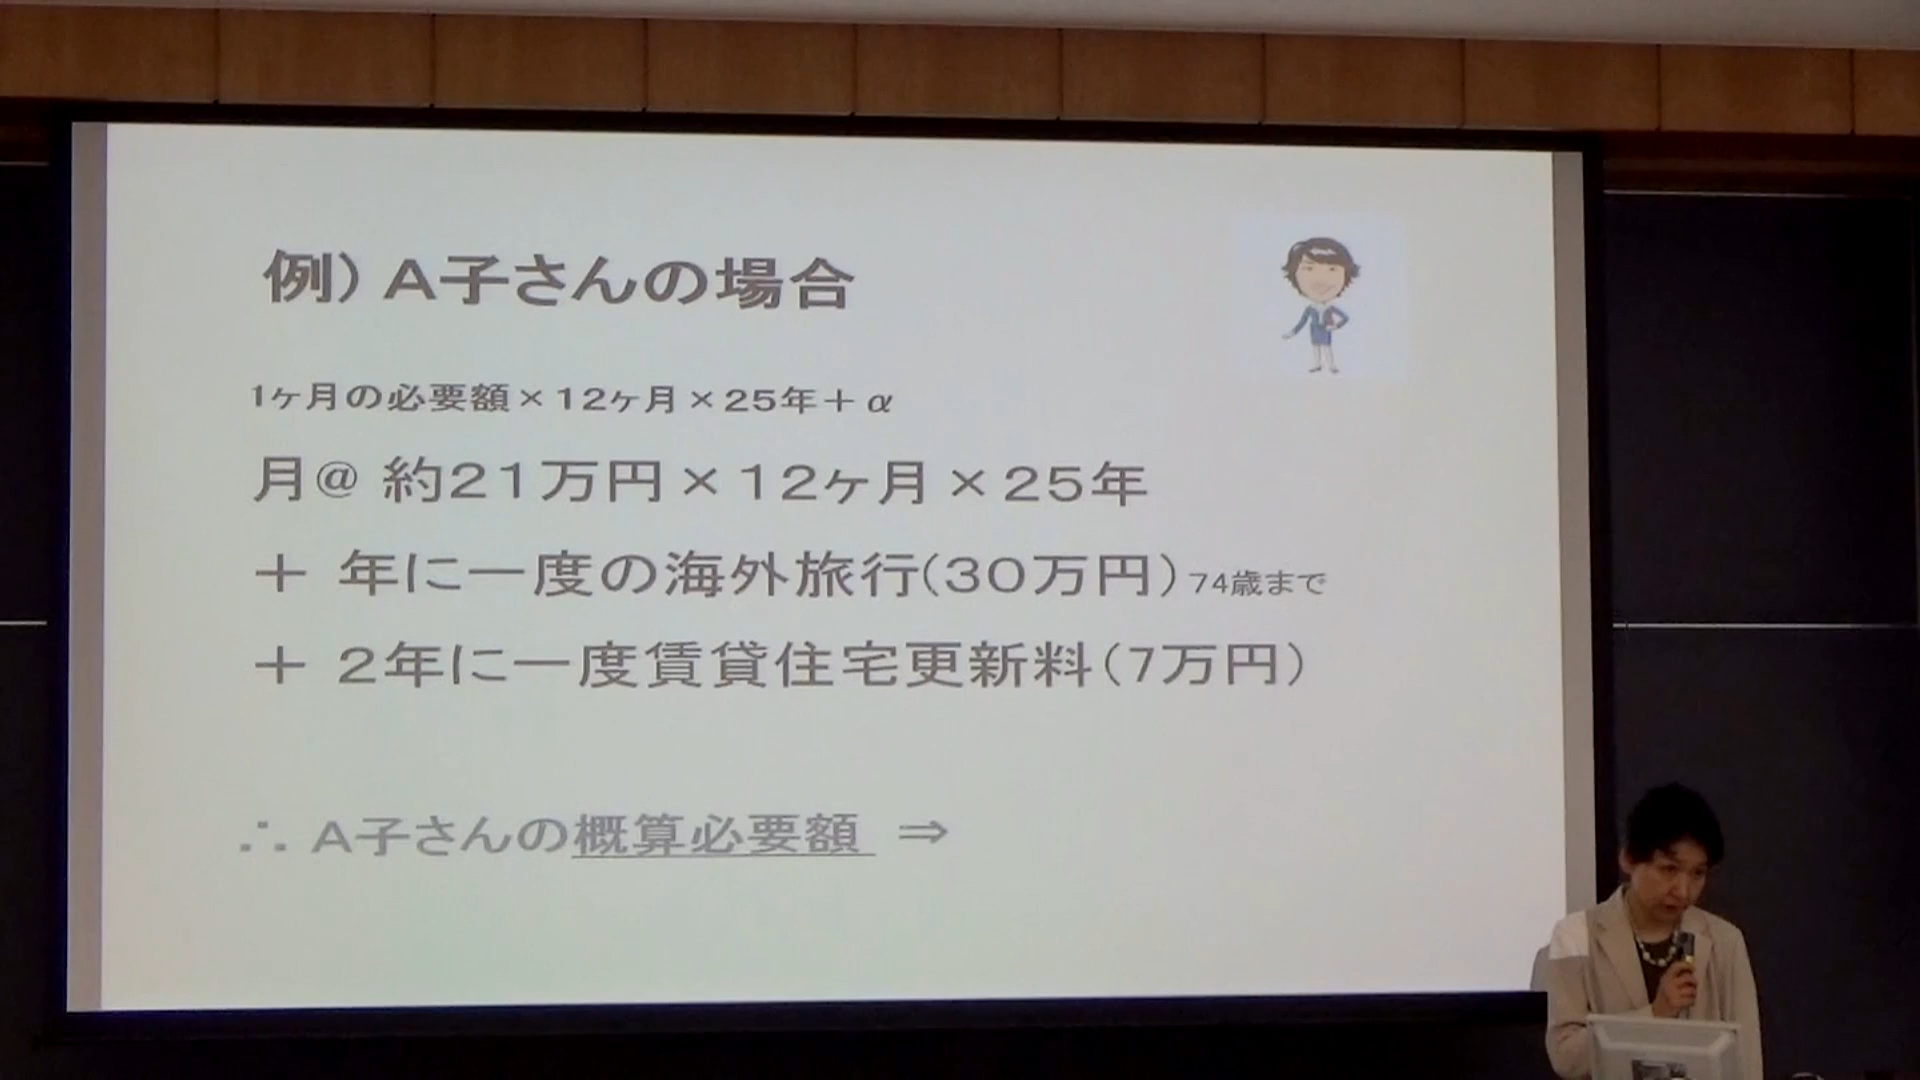 例）A子さんの場合
1ヶ月の必要額×12ヶ月×25年＋α
月@ 約21万円×12ヶ月×25年
＋ 年に一度の海外旅行（30万円）74歳まで
＋ 2年に一度賃貸住宅更新料（7万円）
∴ A子さんの概算必要額 ⇒